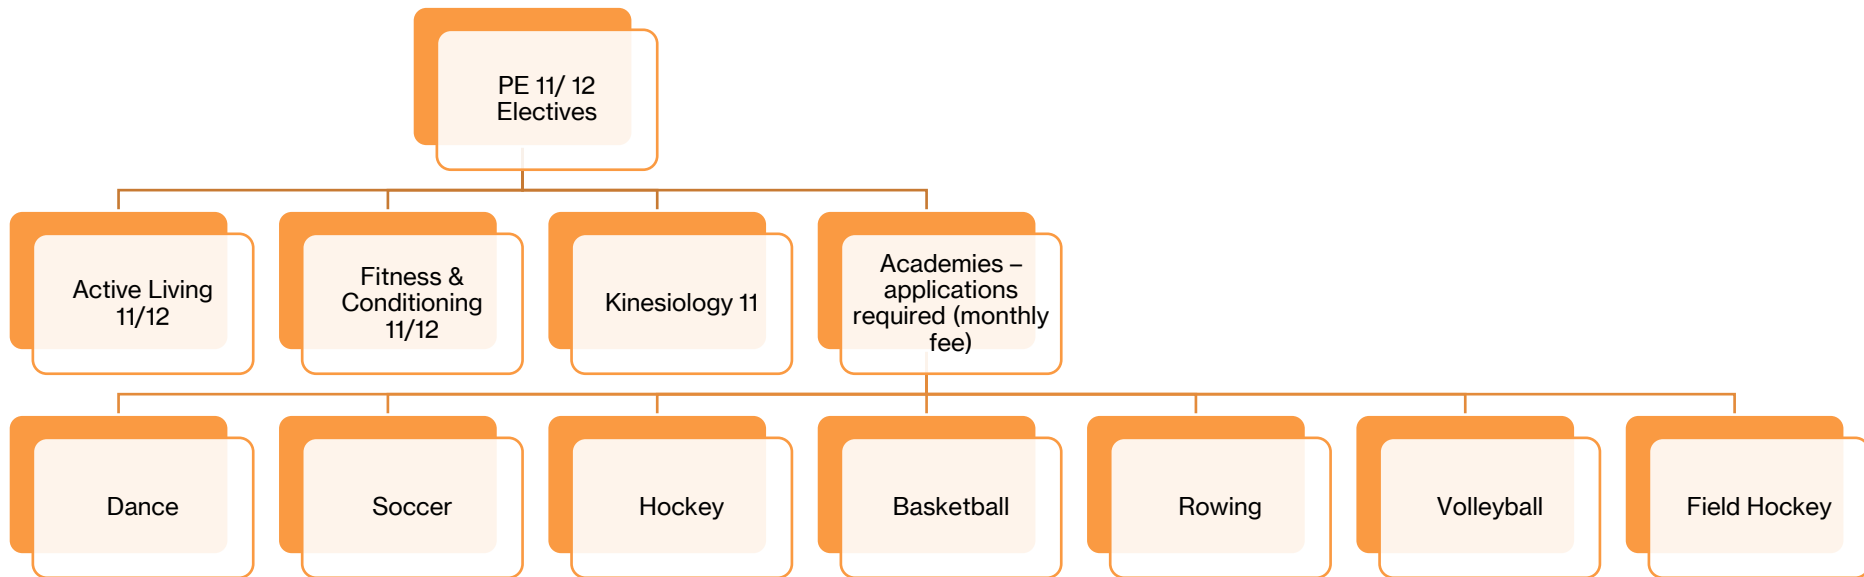 PE 11/ 12
Electives
Active Living
11/12
Fitness &
Conditioning
11/12
Kinesiology 11
Academies –
applications
required (monthly
fee)
Dance
Soccer
Hockey
Basketball
Rowing
Volleyball
Field Hockey